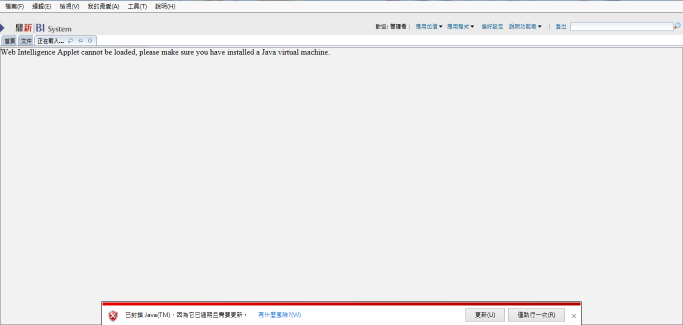 檔案(F) 編輯(E) 檢視(V) 我的最愛(A) 工具(T) 說明(H)
BI System
歡迎: 管理者 | 應用加值 應用程式 偏好設定 說明功能表 | 登出
首頁 文件 正在載入...
Web Intelligence Applet cannot be loaded, please make sure you have installed a Java virtual machine.
已封鎖 Java(TM)，因為它已過期且需要更新。 有什麼風險?(W) 更新(U) 僅執行一次(R)